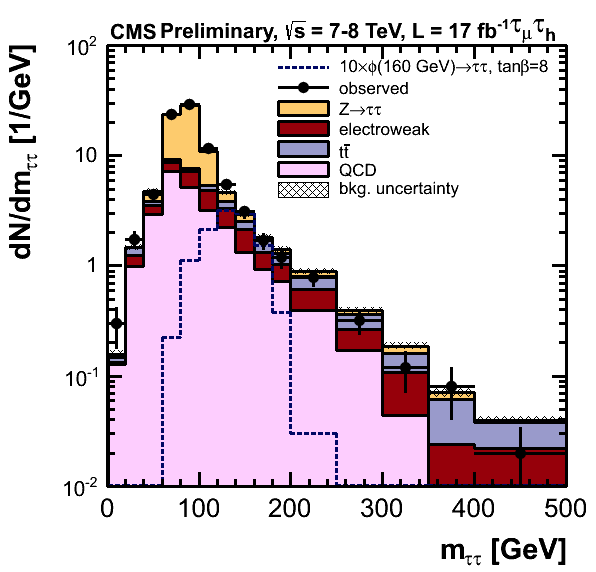 CMS Preliminary, √s = 7-8 TeV, L = 17 fb⁻¹ τμτh
10×ϕ(160 GeV)→ττ, tanβ=8
observed
Z→ττ
electroweak
tt̄
QCD
bkg. uncertainty
dN/dmττ [1/GeV]
10²
10
1
10⁻¹
10⁻²
0 100 200 300 400 500
mττ [GeV]